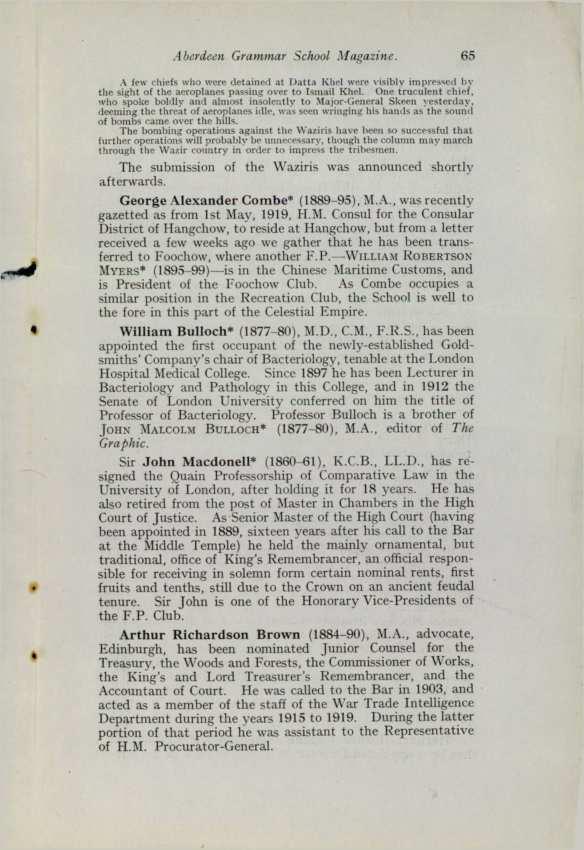 Aberdeen Grammar School Magazine. 65
A few chiefs who were detained at Datta Khel were visibly impressed by
the sight of the aeroplanes passing over to Ismail Khel. One truculent chief,
who spoke boldly and almost insolently to Major-General Skeen yesterday,
deeming the threat of aeroplanes idle, was seen wringing his hands as the sound
of bombs came over the hills.
The bombing operations against the Waziris have been so successful that
further operations will probably be unnecessary, though the column may march
through the Wazir country in order to impress the tribesmen.
The submission of the Waziris was announced shortly
afterwards.
George Alexander Combe* (1889–95), M.A., was recently
gazetted as from 1st May, 1919, H.M. Consul for the Consular
District of Hangchow, to reside at Hangchow, but from a letter
received a few weeks ago we gather that he has been trans-
ferred to Foochow, where another F.P.—WILLIAM ROBERTSON
MYERS* (1895–99)—is in the Chinese Maritime Customs, and
is President of the Foochow Club. As Combe occupies a
similar position in the Recreation Club, the School is well to
the fore in this part of the Celestial Empire.
William Bulloch* (1877–80), M.D., C.M., F.R.S., has been
appointed the first occupant of the newly-established Gold-
smiths' Company's chair of Bacteriology, tenable at the London
Hospital Medical College. Since 1897 he has been Lecturer in
Bacteriology and Pathology in this College, and in 1912 the
Senate of London University conferred on him the title of
Professor of Bacteriology. Professor Bulloch is a brother of
JOHN MALCOLM BULLOCH* (1877–80), M.A., editor of The
Graphic.
Sir John Macdonell* (1860–61), K.C.B., LL.D., has re-
signed the Quain Professorship of Comparative Law in the
University of London, after holding it for 18 years. He has
also retired from the post of Master in Chambers in the High
Court of Justice. As Senior Master of the High Court (having
been appointed in 1889, sixteen years after his call to the Bar
at the Middle Temple) he held the mainly ornamental, but
traditional, office of King's Remembrancer, an official respon-
sible for receiving in solemn form certain nominal rents, first
fruits and tenths, still due to the Crown on an ancient feudal
tenure. Sir John is one of the Honorary Vice-Presidents of
the F.P. Club.
Arthur Richardson Brown (1884–90), M.A., advocate,
Edinburgh, has been nominated Junior Counsel for the
Treasury, the Woods and Forests, the Commissioner of Works,
the King's and Lord Treasurer's Remembrancer, and the
Accountant of Court. He was called to the Bar in 1903, and
acted as a member of the staff of the War Trade Intelligence
Department during the years 1915 to 1919. During the latter
portion of that period he was assistant to the Representative
of H.M. Procurator-General.